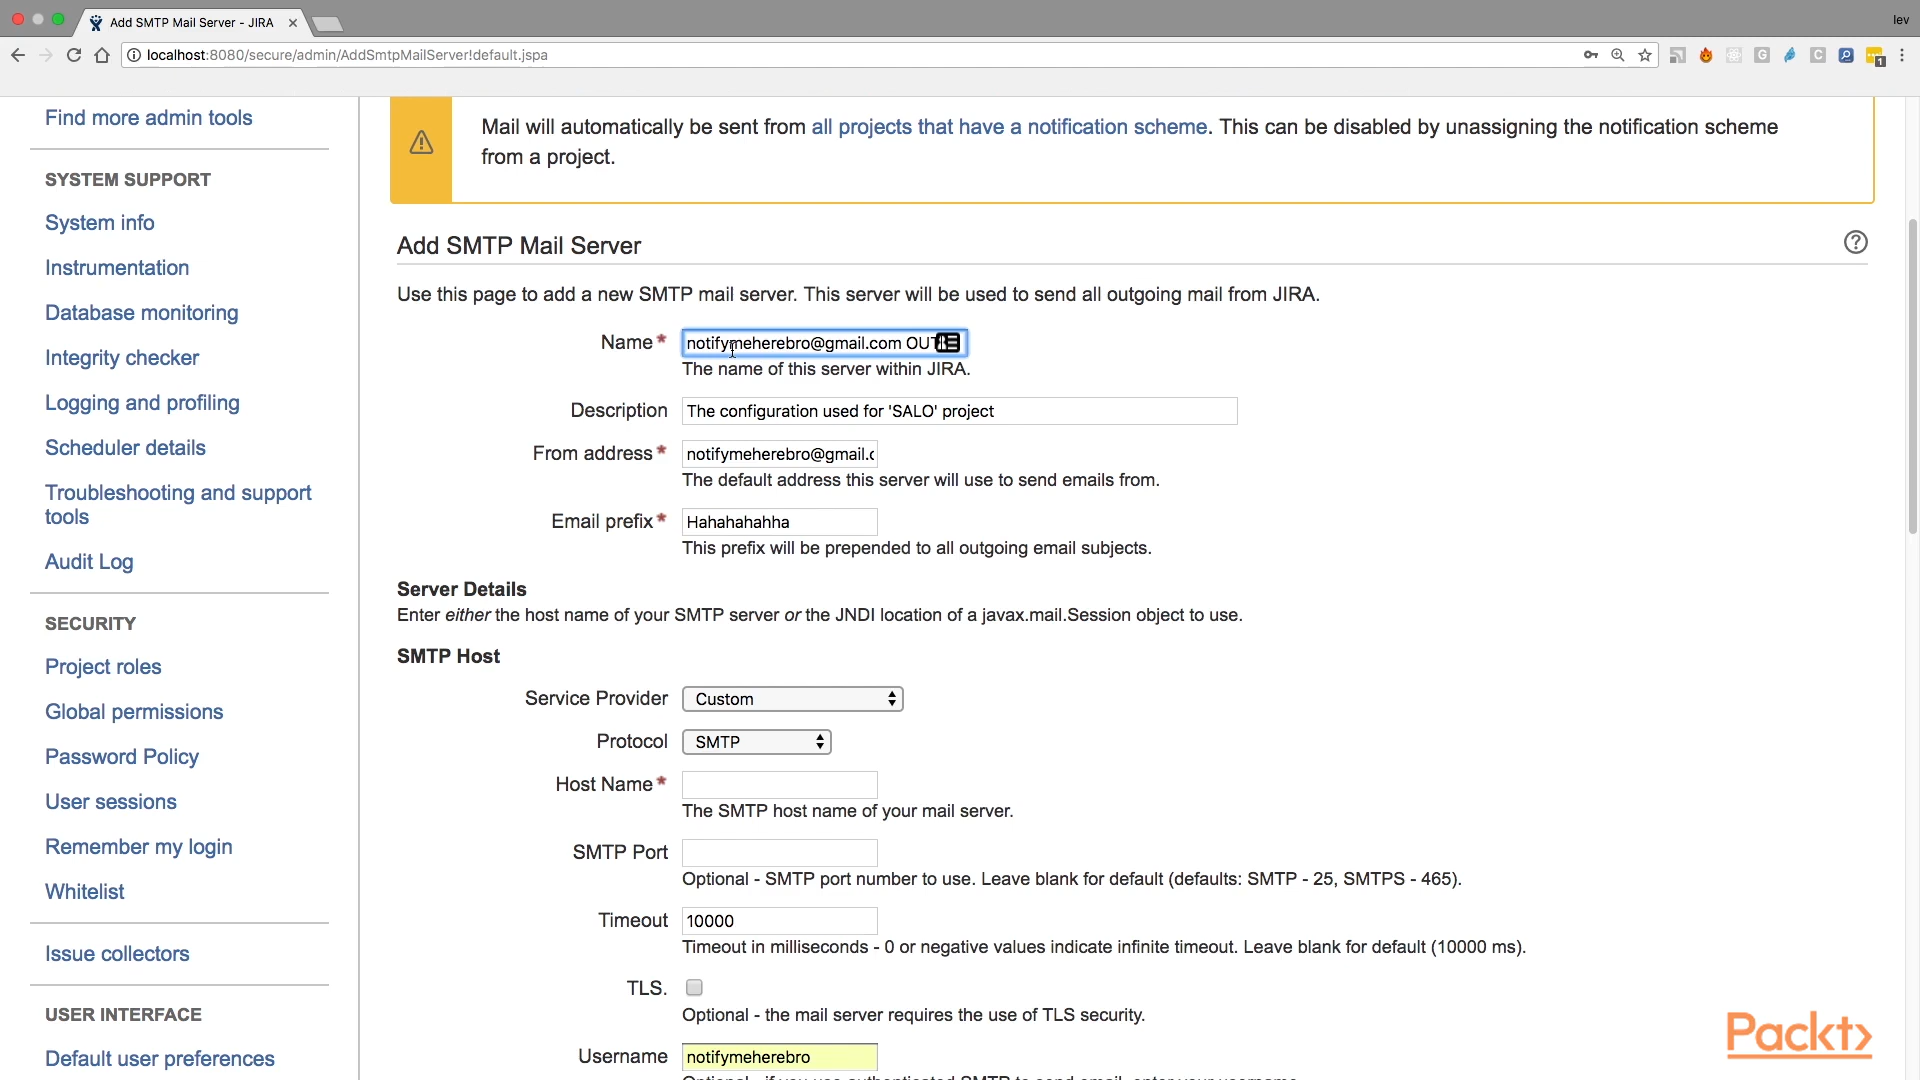 Add SMTP Mail Server - JIRA
lev
localhost:8080/secure/admin/AddSmtpMailServer!default.jspa
G
C
1
Find more admin tools
SYSTEM SUPPORT
System info
Instrumentation
Database monitoring
Integrity checker
Logging and profiling
Scheduler details
Troubleshooting and support
tools
Audit Log
SECURITY
Project roles
Global permissions
Password Policy
User sessions
Remember my login
Whitelist
Issue collectors
USER INTERFACE
Default user preferences
Mail will automatically be sent from all projects that have a notification scheme. This can be disabled by unassigning the notification scheme
from a project.
Add SMTP Mail Server
Use this page to add a new SMTP mail server. This server will be used to send all outgoing mail from JIRA.
Name* notifymeherebro@gmail.com
The name of this server within JIRA.
Description The configuration used for 'SALO' project
From address* notifymeherebro@gmail.c
The default address this server will use to send emails from.
Email prefix* Hahahahahha
This prefix will be prepended to all outgoing email subjects.
Server Details
Enter either the host name of your SMTP server or the JNDI location of a javax.mail.Session object to use.
SMTP Host
Service Provider Custom
Protocol SMTP
Host Name*
The SMTP host name of your mail server.
SMTP Port
Optional - SMTP port number to use. Leave blank for default (defaults: SMTP - 25, SMTPS - 465).
Timeout 10000
Timeout in milliseconds - 0 or negative values indicate infinite timeout. Leave blank for default (10000 ms).
TLS.
Optional - the mail server requires the use of TLS security.
Username notifymeherebro
Packt